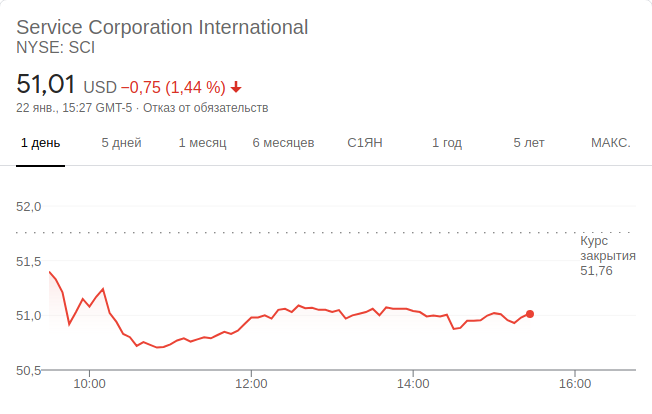 Service Corporation International
NYSE: SCI
51,01 USD −0,75 (1,44 %)
22 янв., 15:27 GMT-5 · Отказ от обязательств
1 день 5 дней 1 месяц 6 месяцев С1ЯН 1 год 5 лет МАКС.
52,0
Курс
закрытия
51,76
51,5
51,0
50,5
10:00 12:00 14:00 16:00